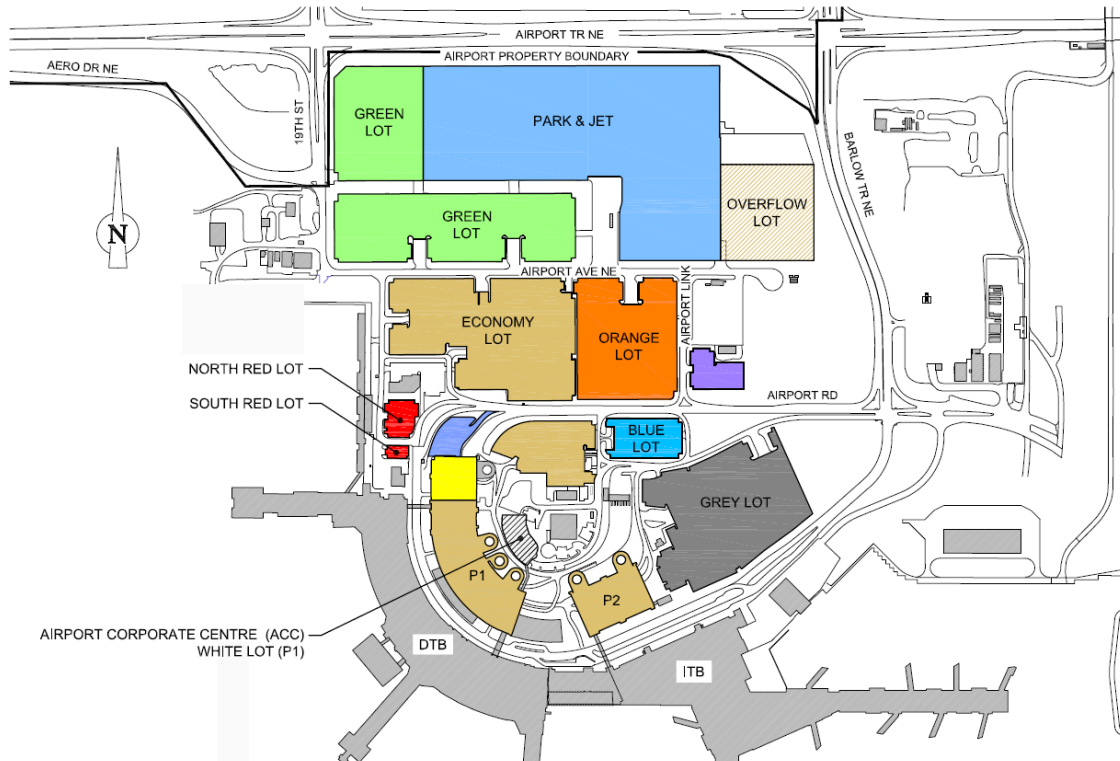 AIRPORT TR NE
AIRPORT PROPERTY BOUNDARY
AERO DR NE
19TH ST
GREEN
LOT
PARK & JET
BARLOW TR NE
OVERFLOW
LOT
GREEN
LOT
N
AIRPORT AVE NE
AIRPORT LINK
ECONOMY
LOT
ORANGE
LOT
NORTH RED LOT
AIRPORT RD
SOUTH RED LOT
BLUE
LOT
GREY LOT
P1
P2
AIRPORT CORPORATE CENTRE (ACC)
WHITE LOT (P1)
DTB
ITB